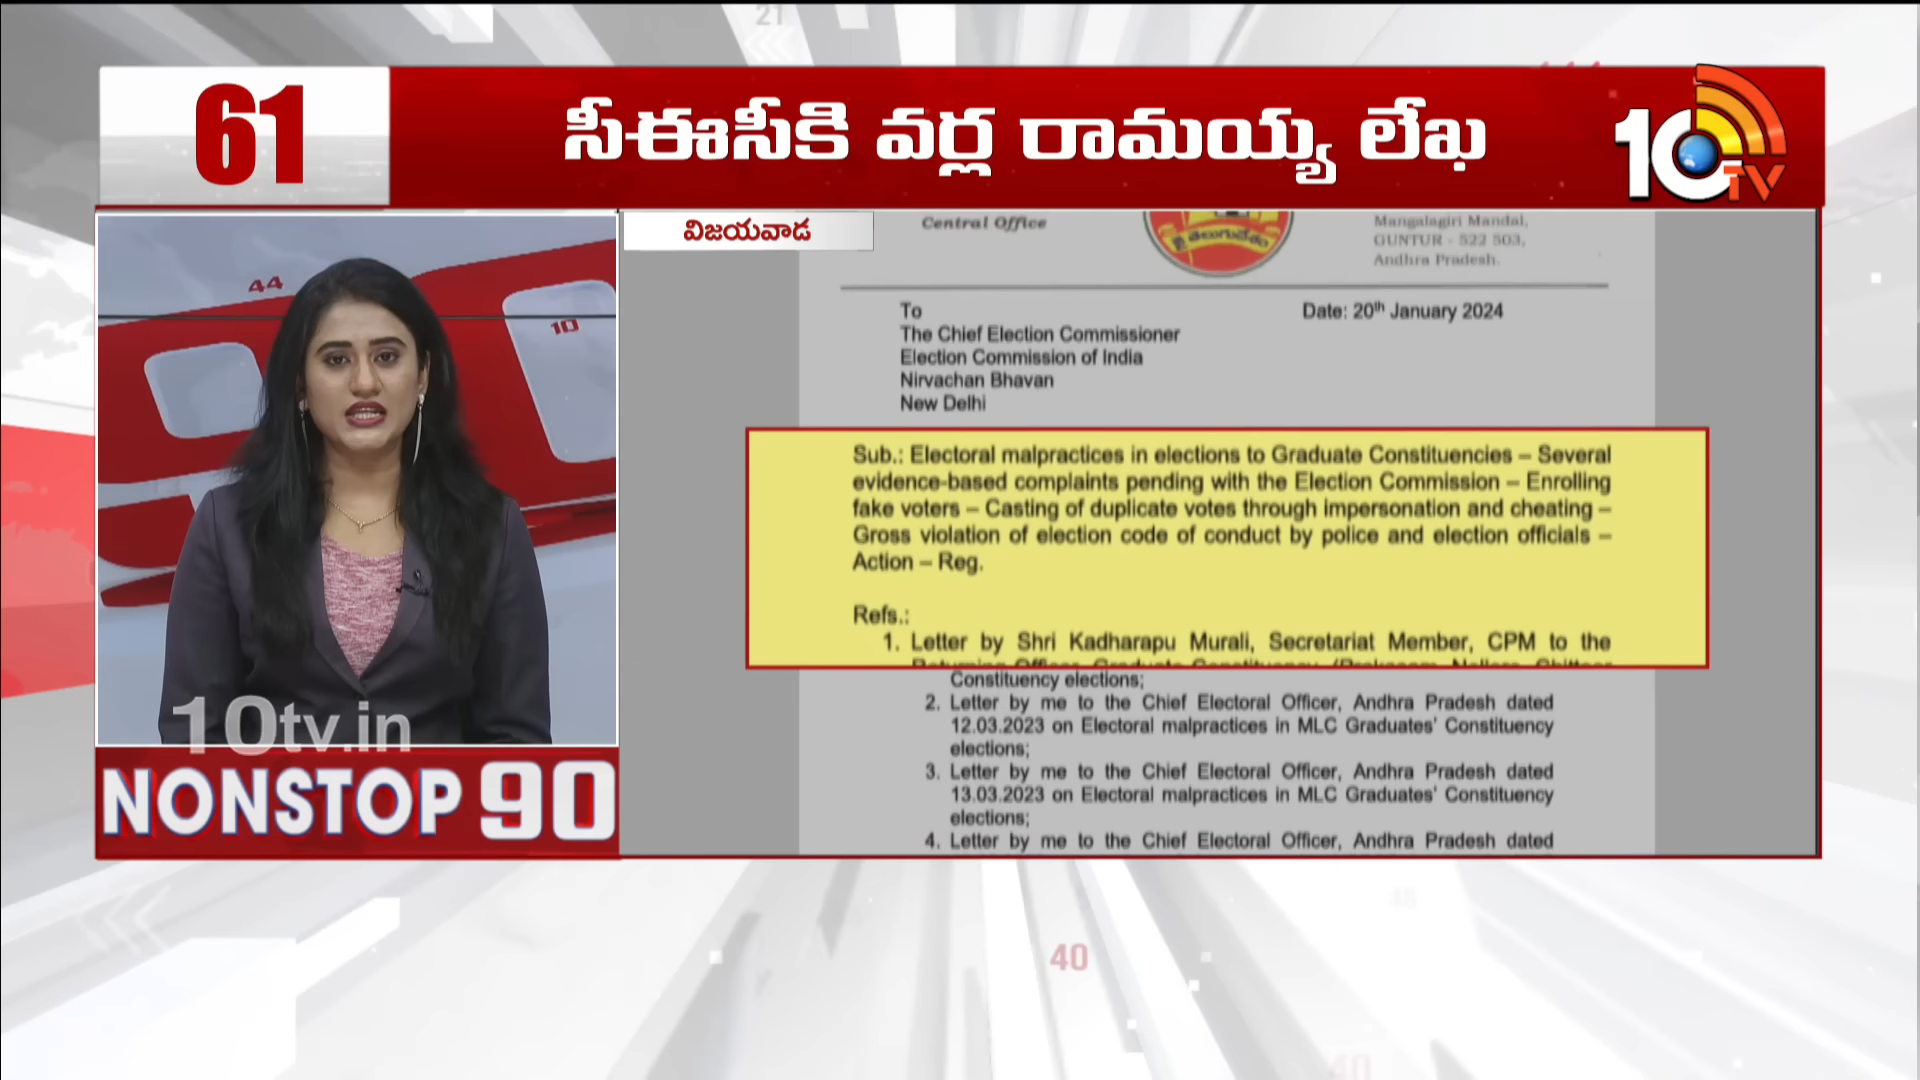 21
61
సీఈసీకి వర్ల రామయ్య లేఖ
10TV
విజయవాడ
Central Office
జై తెలుగుదేశం
Mangalagiri Mandal,
GUNTUR - 522 503,
Andhra Pradesh.
To
Date: 20th January 2024
The Chief Election Commissioner
Election Commission of India
Nirvachan Bhavan
New Delhi
Sub.: Electoral malpractices in elections to Graduate Constituencies – Several
evidence-based complaints pending with the Election Commission – Enrolling
fake voters – Casting of duplicate votes through impersonation and cheating –
Gross violation of election code of conduct by police and election officials –
Action – Reg.
Refs.:
1. Letter by Shri Kadharapu Murali, Secretariat Member, CPM to the
Constituency elections;
2. Letter by me to the Chief Electoral Officer, Andhra Pradesh dated
12.03.2023 on Electoral malpractices in MLC Graduates' Constituency
elections;
3. Letter by me to the Chief Electoral Officer, Andhra Pradesh dated
13.03.2023 on Electoral malpractices in MLC Graduates' Constituency
elections;
4. Letter by me to the Chief Electoral Officer, Andhra Pradesh dated
44
10
10tv.in
NONSTOP 90
40
40